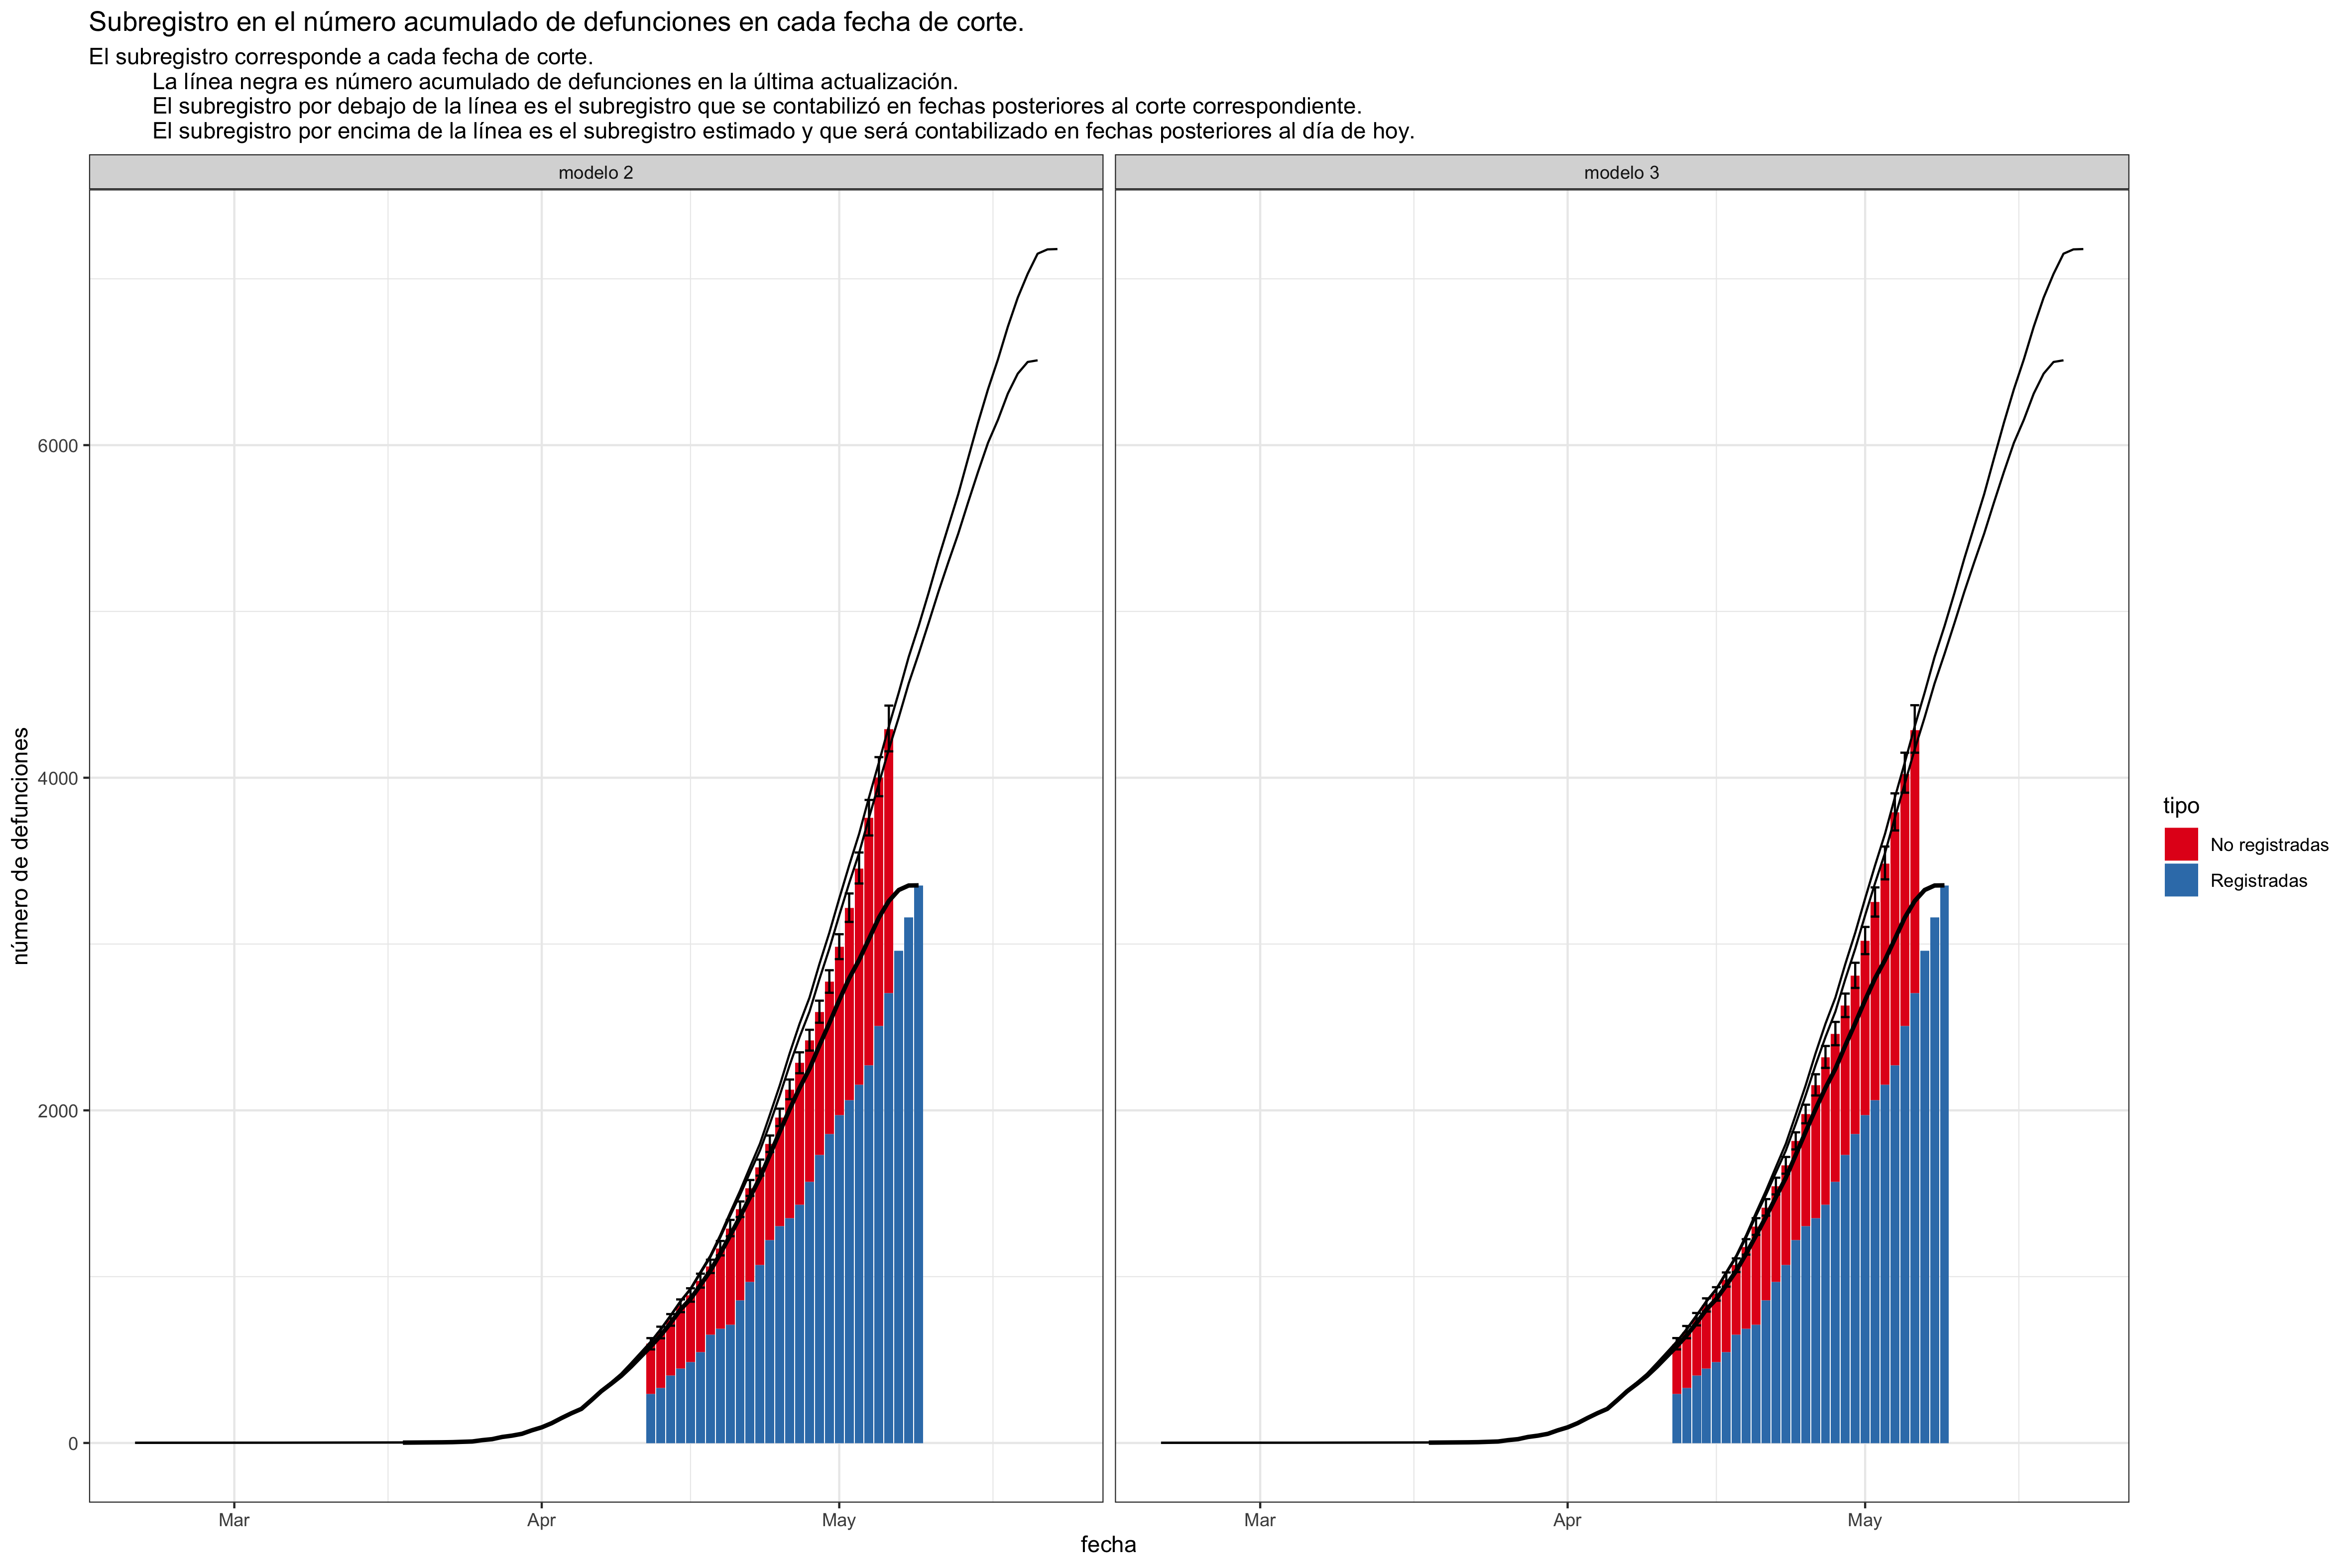 Subregistro en el número acumulado de defunciones en cada fecha de corte.
El subregistro corresponde a cada fecha de corte.
La línea negra es número acumulado de defunciones en la última actualización.
El subregistro por debajo de la línea es el subregistro que se contabilizó en fechas posteriores al corte correspondiente.
El subregistro por encima de la línea es el subregistro estimado y que será contabilizado en fechas posteriores al día de hoy.
modelo 2
modelo 3
número de defunciones
6000
4000
2000
0
Mar
Apr
May
Mar
Apr
May
fecha
tipo
No registradas
Registradas